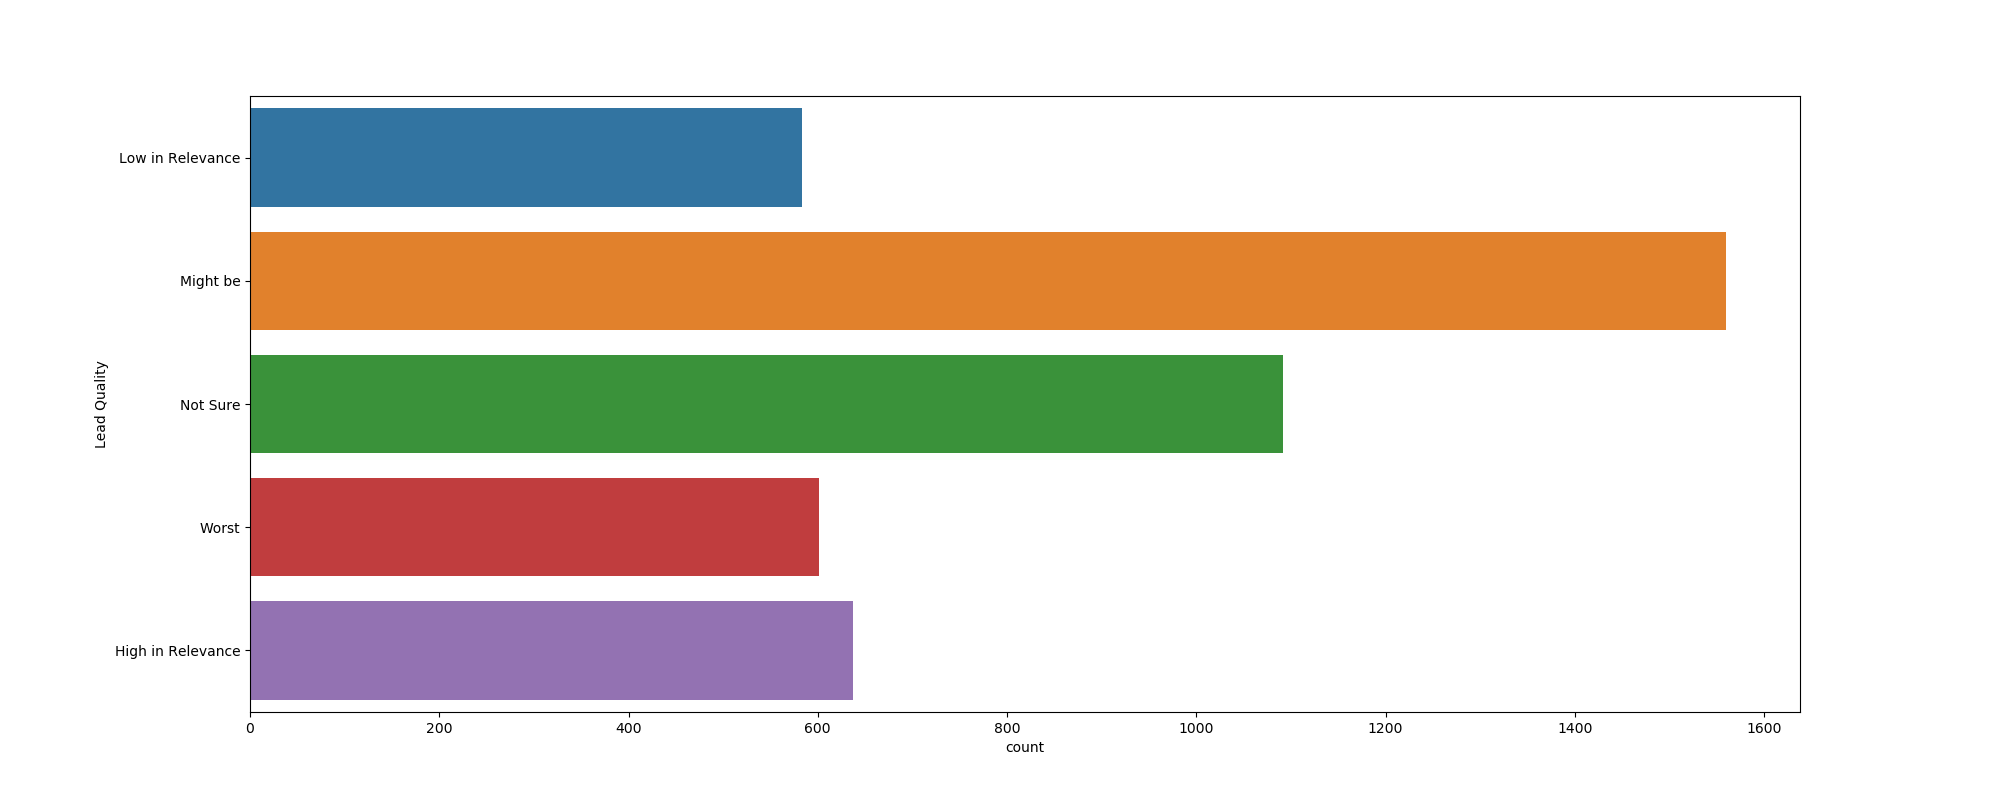 Low in Relevance
Might be
Not Sure
Worst
High in Relevance
Lead Quality
0 200 400 600 800 1000 1200 1400 1600
count